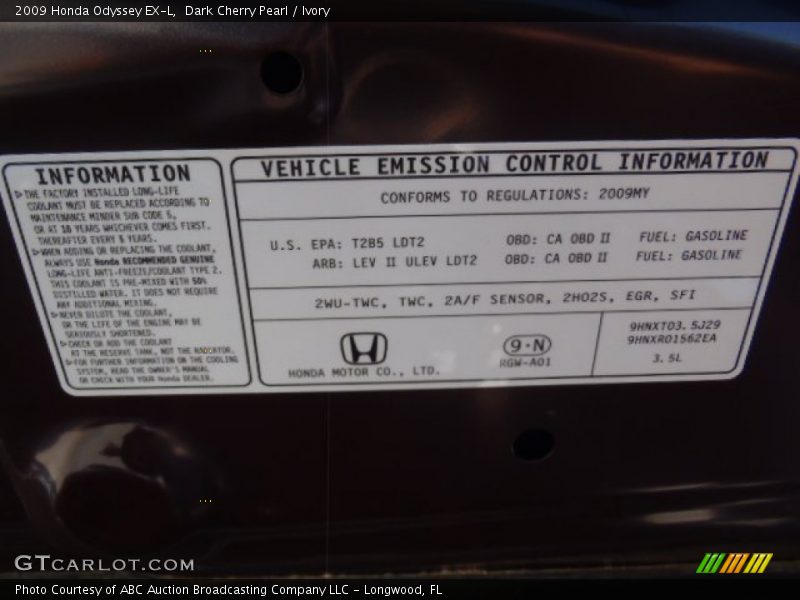 2009 Honda Odyssey EX-L, Dark Cherry Pearl / Ivory
INFORMATION
▷THE FACTORY INSTALLED LONG-LIFE
COOLANT MUST BE REPLACED ACCORDING TO
MAINTENANCE MINDER SUB CODE 5,
OR AT 10 YEARS WHICHEVER COMES FIRST.
THEREAFTER EVERY 5 YEARS.
▷WHEN ADDING OR REPLACING THE COOLANT,
ALWAYS USE Honda RECOMMENDED GENUINE
LONG-LIFE ANTI-FREEZE/COOLANT TYPE 2.
THIS COOLANT IS PRE-MIXED WITH 50%
DISTILLED WATER. IT DOES NOT REQUIRE
ANY ADDITIONAL MIXING.
▷NEVER DILUTE THE COOLANT,
OR THE LIFE OF THE ENGINE MAY BE
SERIOUSLY SHORTENED.
▷CHECK OR ADD THE COOLANT
AT THE RESERVE TANK, NOT THE RADIATOR.
▷FOR FURTHER INFORMATION ON THE COOLING
SYSTEM, READ THE OWNER'S MANUAL
OR CHECK WITH YOUR Honda DEALER.
VEHICLE EMISSION CONTROL INFORMATION
CONFORMS TO REGULATIONS: 2009MY
U.S. EPA: T2B5 LDT2 OBD: CA OBD II FUEL: GASOLINE
ARB: LEV II ULEV LDT2 OBD: CA OBD II FUEL: GASOLINE
2WU-TWC, TWC, 2A/F SENSOR, 2HO2S, EGR, SFI
HONDA MOTOR CO., LTD.
9·N
RGW-A01
9HNXT03.5J29
9HNXR0156ZEA
3.5L
GTCARLOT.COM
Photo Courtesy of ABC Auction Broadcasting Company LLC - Longwood, FL